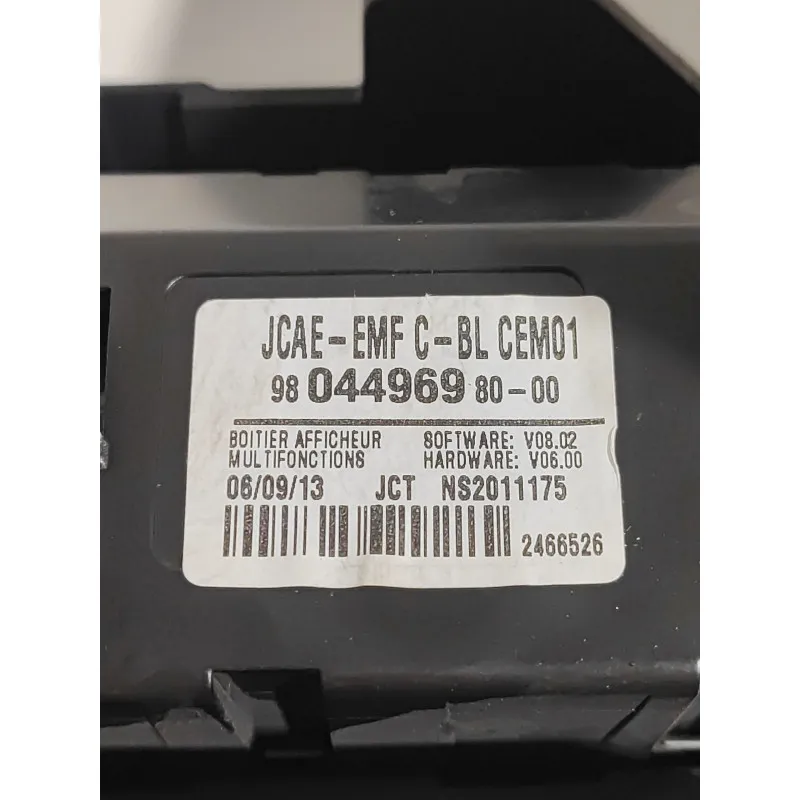 JCAE-EMF C-BL CEM01
98 044969 80-00
BOITIER AFFICHEUR SOFTWARE: V08.02
MULTIFONCTIONS HARDWARE: V06.00
06/09/13 JCT NS2011175
2466526